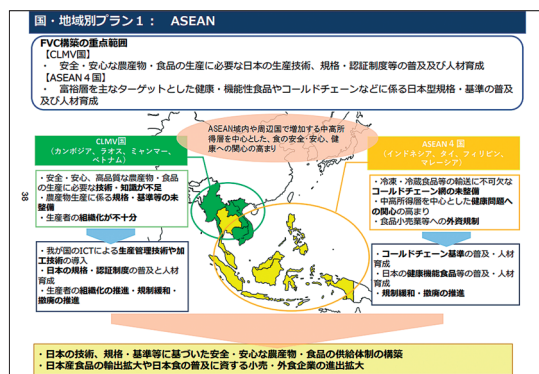 国・地域別プラン１： ASEAN
FVC構築の重点範囲
【CLMV国】
・ 安全・安心な農産物・食品の生産に必要な日本の生産技術、規格・認証制度等の普及及び人材育成
【ASEAN４国】
・ 富裕層を主なターゲットとした健康・機能性食品やコールドチェーンなどに係る日本型規格・基準の普及
及び人材育成
ASEAN域内や周辺国で増加する中高所
得層を中心とした、食の安全・安心、健
康への関心の高まり
CLMV国
（カンボジア、ラオス、ミャンマー、
ベトナム）
・安全・安心、高品質な農産物・食品
の生産に必要な技術・知識が不足
・農産物生産に係る規格・基準等の未
整備
・生産者の組織化が不十分
・我が国のICTによる生産管理技術や加
工技術の導入
・日本の規格・認証制度の普及と人材
育成
・生産者の組織化の推進・規制緩和・
撤廃の推進
ASEAN４国
（インドネシア、タイ、フィリピン、
マレーシア）
・冷凍・冷蔵食品等の輸送に不可欠な
コールドチェーン網の未整備
・中高所得層を中心とした健康問題へ
の関心の高まり
・食品小売業等への外資規制
・コールドチェーン基準の普及・人材
育成
・日本の健康機能食品等の普及・人
材育成
・規制緩和・撤廃の推進
・日本の技術、規格・基準等に基づいた安全・安心な農産物・食品の供給体制の構築
・日本産食品の輸出拡大や日本食の普及に資する小売・外食企業の進出拡大
38